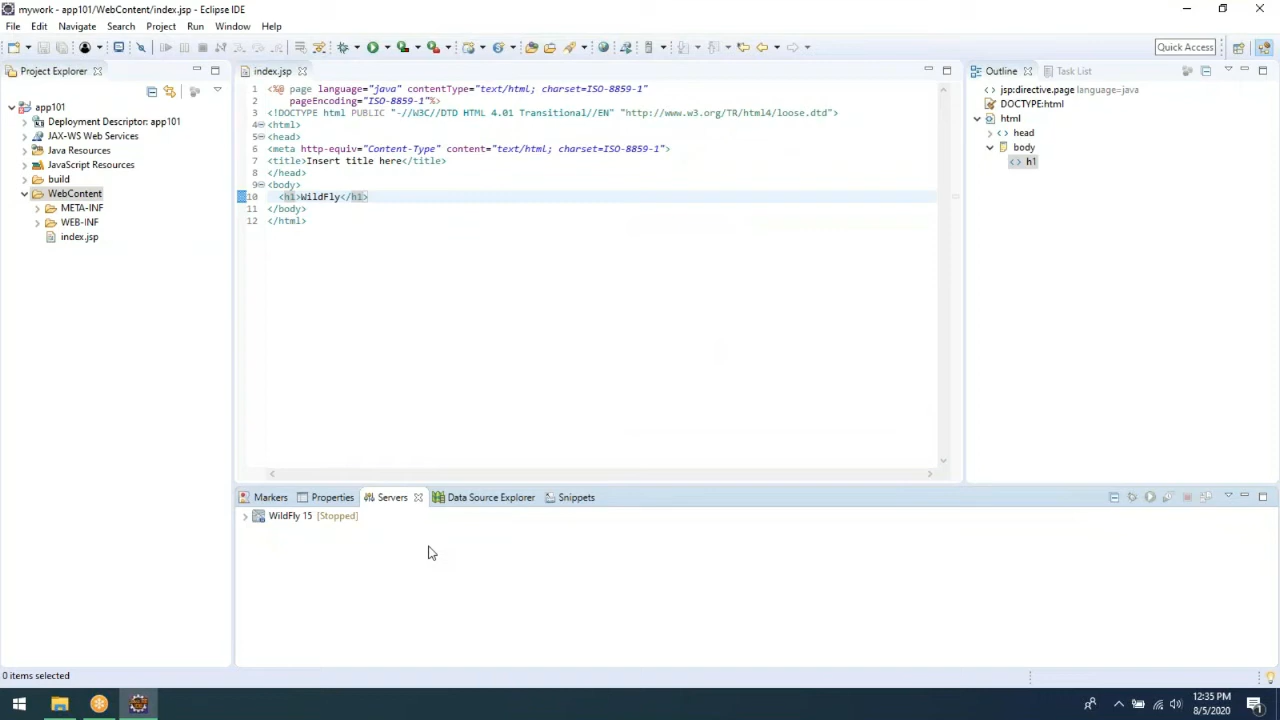 mywork - app101/WebContent/index.jsp - Eclipse IDE
File Edit Navigate Search Project Run Window Help
Quick Access
Project Explorer
app101
Deployment Descriptor: app101
JAX-WS Web Services
Java Resources
JavaScript Resources
build
WebContent
META-INF
WEB-INF
index.jsp
index.jsp
1 <%@ page language="java" contentType="text/html; charset=ISO-8859-1"
2 pageEncoding="ISO-8859-1"%>
3 <!DOCTYPE html PUBLIC "-//W3C//DTD HTML 4.01 Transitional//EN" "http://www.w3.org/TR/html4/loose.dtd">
4 <html>
5 <head>
6 <meta http-equiv="Content-Type" content="text/html; charset=ISO-8859-1">
7 <title>Insert title here</title>
8 </head>
9 <body>
10 <h1>WildFly</h1>
11 </body>
12 </html>
Outline Task List
jsp:directive.page language=java
DOCTYPE:html
html
head
body
h1
Markers Properties Servers Data Source Explorer Snippets
WildFly 15 [Stopped]
0 items selected
12:35 PM
8/5/2020
1